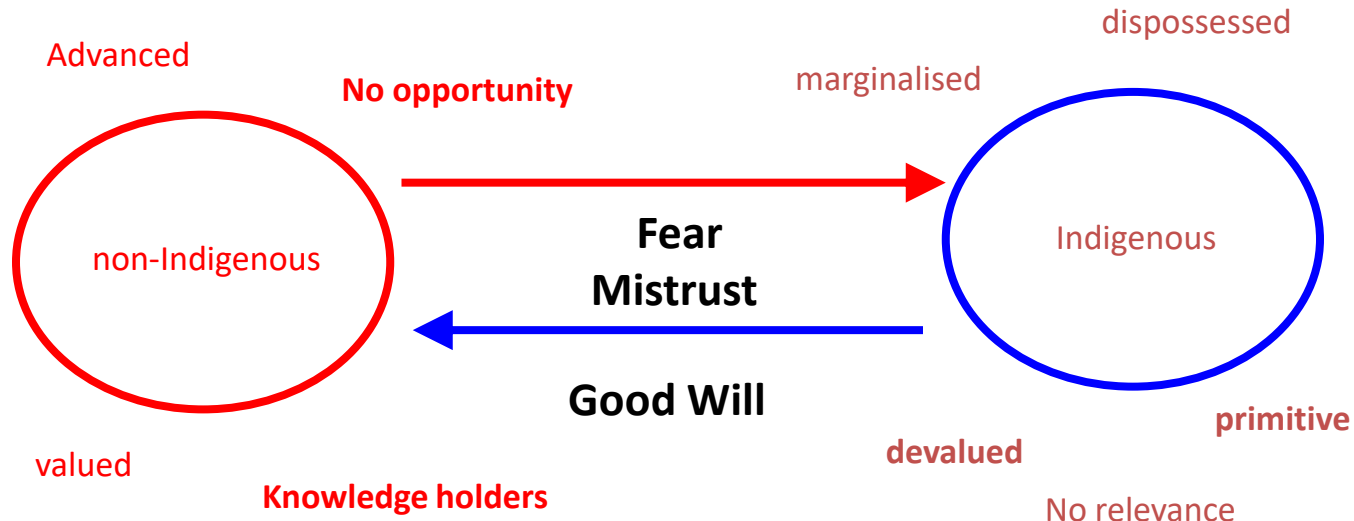 dispossessed
Advanced
marginalised
No opportunity
non-Indigenous
Fear
Mistrust
Indigenous
Good Will
primitive
devalued
valued
Knowledge holders
No relevance